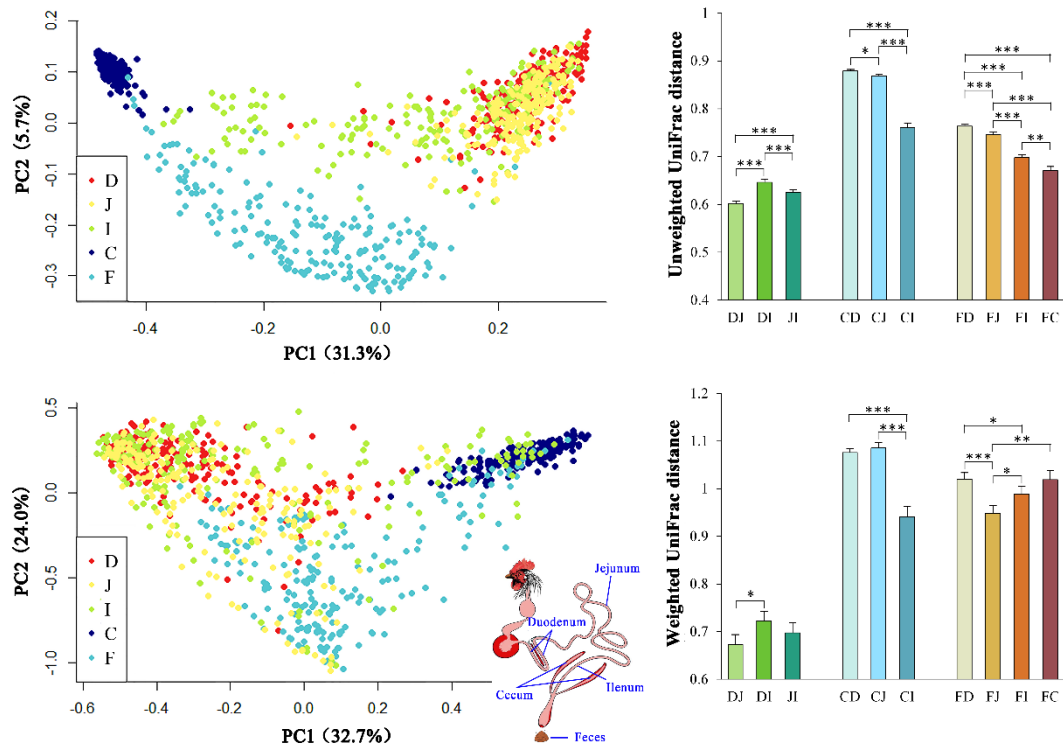 0.2
0.1
0.0
-0.1
-0.2
-0.3
PC2 (5.7%)
D
J
I
C
F
-0.4
-0.2
0.0
0.2
PC1 (31.3%)
1
0.9
0.8
0.7
0.6
0.5
0.4
Unweighted UniFrac distance
*** *** ***
*** * ***
*** *** *** *** *** **
DJ DI JI CD CJ CI FD FJ FI FC
0.5
0.0
-0.5
-1.0
PC2 (24.0%)
D
J
I
C
F
-0.6
-0.4
-0.2
0.0
0.2
0.4
PC1 (32.7%)
Jejunum
Duodenum
Cccum
Ilenum
Feces
1.2
1.1
1
0.9
0.8
0.7
0.6
Weighted UniFrac distance
*
*** ***
* ** *** *
DJ DI JI CD CJ CI FD FJ FI FC